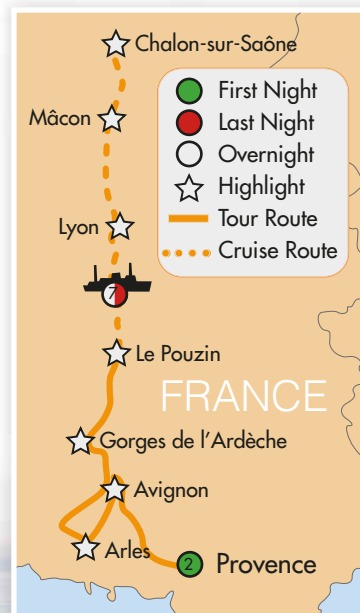 Chalon-sur-Saône
Mâcon
First Night
Last Night
Overnight
Highlight
Tour Route
Cruise Route
Lyon
7
Le Pouzin
FRANCE
Gorges de l’Ardèche
Avignon
Arles
2 Provence